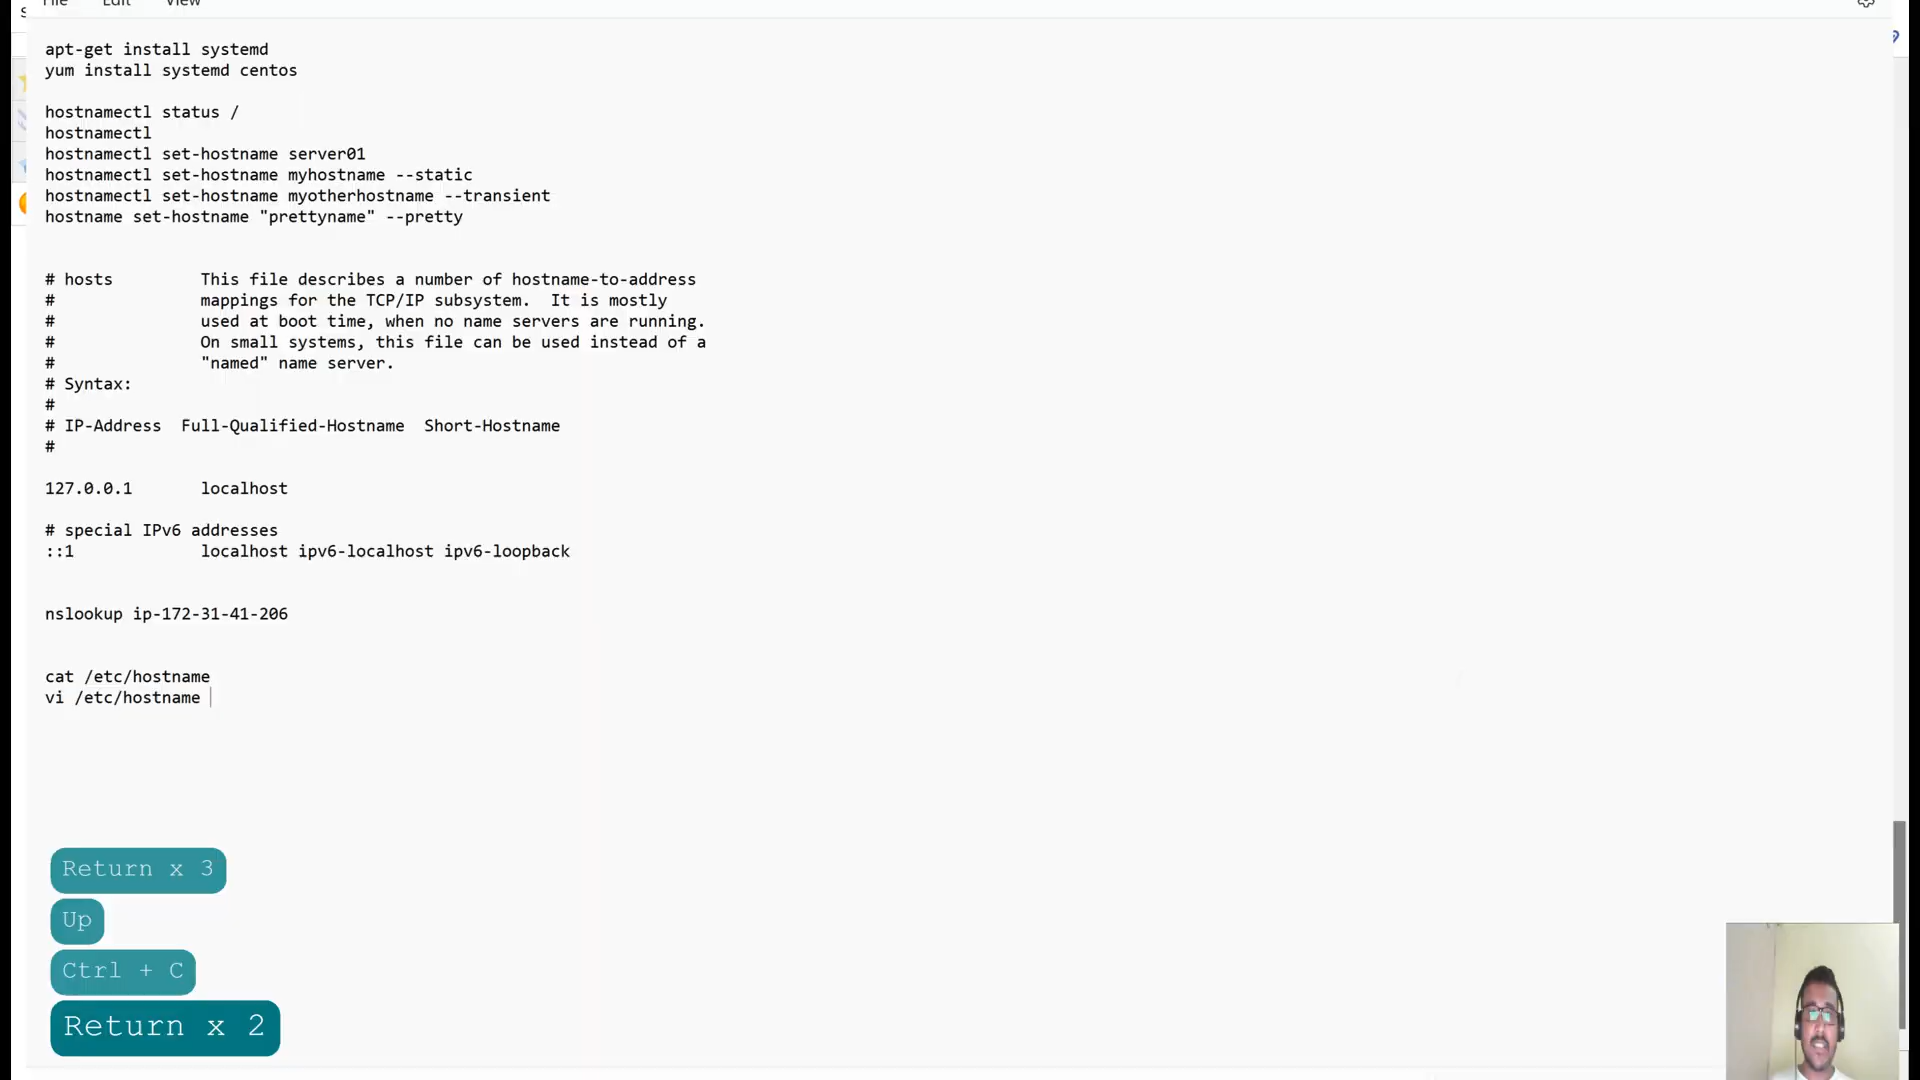 File Edit View
apt-get install systemd
yum install systemd centos
hostnamectl status /
hostnamectl
hostnamectl set-hostname server01
hostnamectl set-hostname myhostname --static
hostnamectl set-hostname myotherhostname --transient
hostname set-hostname "prettyname" --pretty
# hosts         This file describes a number of hostname-to-address
#               mappings for the TCP/IP subsystem.  It is mostly
#               used at boot time, when no name servers are running.
#               On small systems, this file can be used instead of a
#               "named" name server.
# Syntax:
#
# IP-Address  Full-Qualified-Hostname  Short-Hostname
#
127.0.0.1       localhost
# special IPv6 addresses
::1             localhost ipv6-localhost ipv6-loopback
nslookup ip-172-31-41-206
cat /etc/hostname
vi /etc/hostname
Return x 3
Up
Ctrl + C
Return x 2